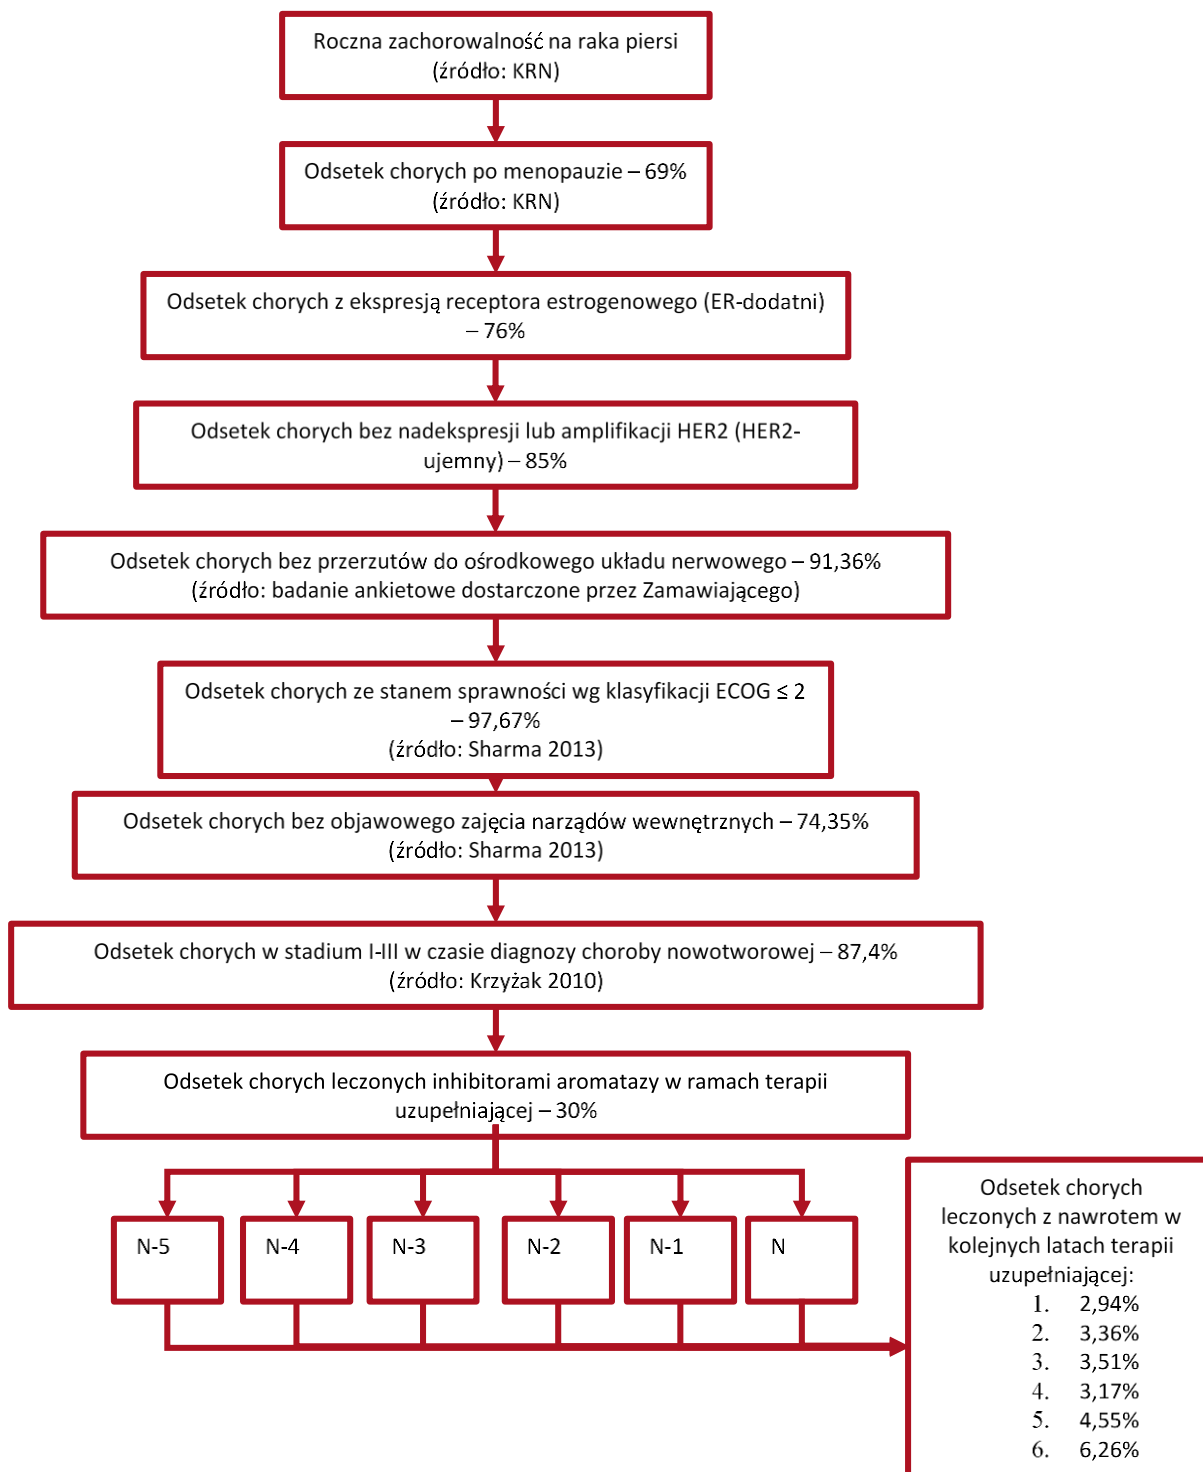 Roczna zachorowalność na raka piersi
(źródło: KRN)
Odsetek chorych po menopauzie – 69%
(źródło: KRN)
Odsetek chorych z ekspresją receptora estrogenowego (ER-dodatni)
– 76%
Odsetek chorych bez nadekspresji lub amplifikacji HER2 (HER2-
ujemny) – 85%
Odsetek chorych bez przerzutów do ośrodkowego układu nerwowego – 91,36%
(źródło: badanie ankietowe dostarczone przez Zamawiającego)
Odsetek chorych ze stanem sprawności wg klasyfikacji ECOG ≤ 2
– 97,67%
(źródło: Sharma 2013)
Odsetek chorych bez objawowego zajęcia narządów wewnętrznych – 74,35%
(źródło: Sharma 2013)
Odsetek chorych w stadium I-III w czasie diagnozy choroby nowotworowej – 87,4%
(źródło: Krzyżak 2010)
Odsetek chorych leczonych inhibitorami aromatazy w ramach terapii
uzupełniającej – 30%
N-5
N-4
N-3
N-2
N-1
N
Odsetek chorych
leczonych z nawrotem w
kolejnych latach terapii
uzupełniającej:
1. 2,94%
2. 3,36%
3. 3,51%
4. 3,17%
5. 4,55%
6. 6,26%